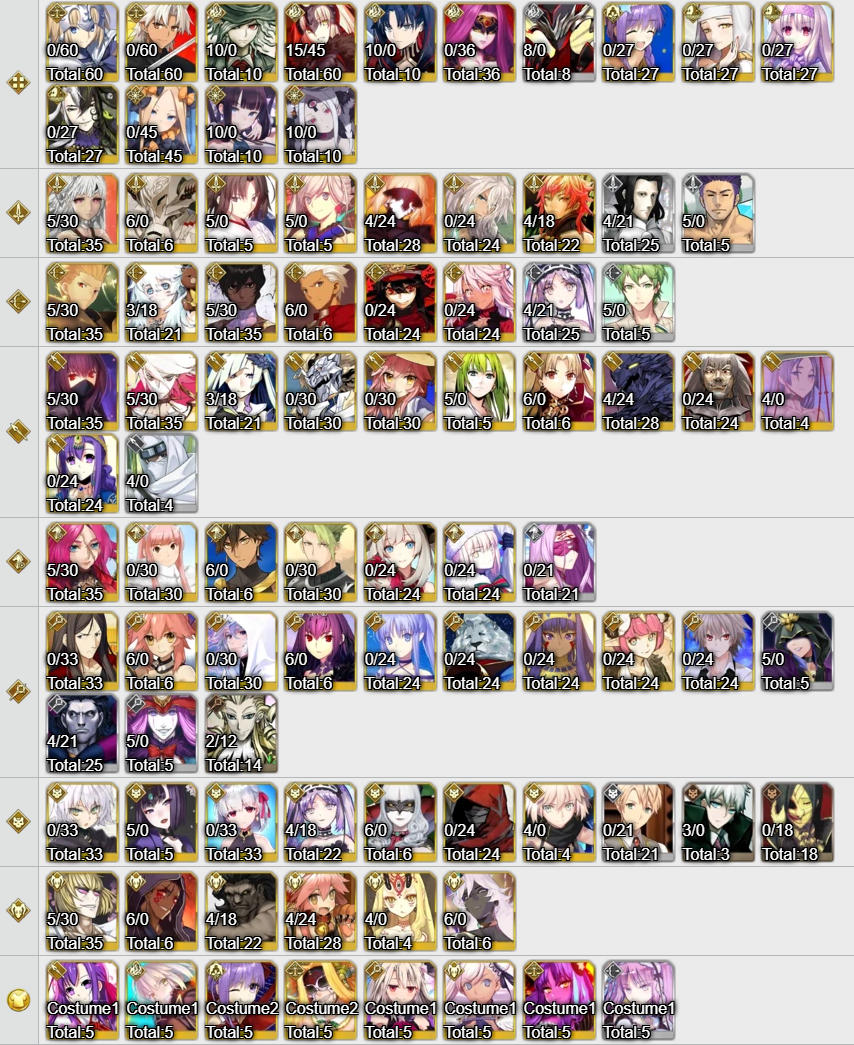 0/60 0/60 10/0 15/45 10/0 0/36 8/0 0/27 0/27 0/27
Total:60 Total:60 Total:10 Total:60 Total:10 Total:36 Total:8 Total:27 Total:27 Total:27
0/27 0/45 10/0 10/0
Total:27 Total:45 Total:10 Total:10
5/30 6/0 5/0 5/0 4/24 0/24 4/18 4/21 5/0
Total:35 Total:6 Total:5 Total:5 Total:28 Total:24 Total:22 Total:25 Total:5
5/30 3/18 5/30 6/0 0/24 0/24 4/21 5/0
Total:35 Total:21 Total:35 Total:6 Total:24 Total:24 Total:25 Total:5
5/30 5/30 3/18 0/30 0/30 5/0 6/0 4/24 0/24 4/0
Total:35 Total:35 Total:21 Total:30 Total:30 Total:5 Total:6 Total:28 Total:24 Total:4
0/24 4/0
Total:24 Total:4
5/30 0/30 6/0 0/30 0/24 0/24 0/21
Total:35 Total:30 Total:6 Total:30 Total:24 Total:24 Total:21
0/33 6/0 0/30 6/0 0/24 0/24 0/24 0/24 0/24 5/0
Total:33 Total:6 Total:30 Total:6 Total:24 Total:24 Total:24 Total:24 Total:24 Total:5
4/21 5/0 2/12
Total:25 Total:5 Total:14
0/33 5/0 0/33 4/18 6/0 0/24 4/0 0/21 3/0 0/18
Total:33 Total:5 Total:33 Total:22 Total:6 Total:24 Total:4 Total:21 Total:3 Total:18
5/30 6/0 4/18 4/24 4/0 6/0
Total:35 Total:6 Total:22 Total:28 Total:4 Total:6
Costume1 Costume1 Costume2 Costume2 Costume1 Costume1 Costume1 Costume1
Total:5 Total:5 Total:5 Total:5 Total:5 Total:5 Total:5 Total:5